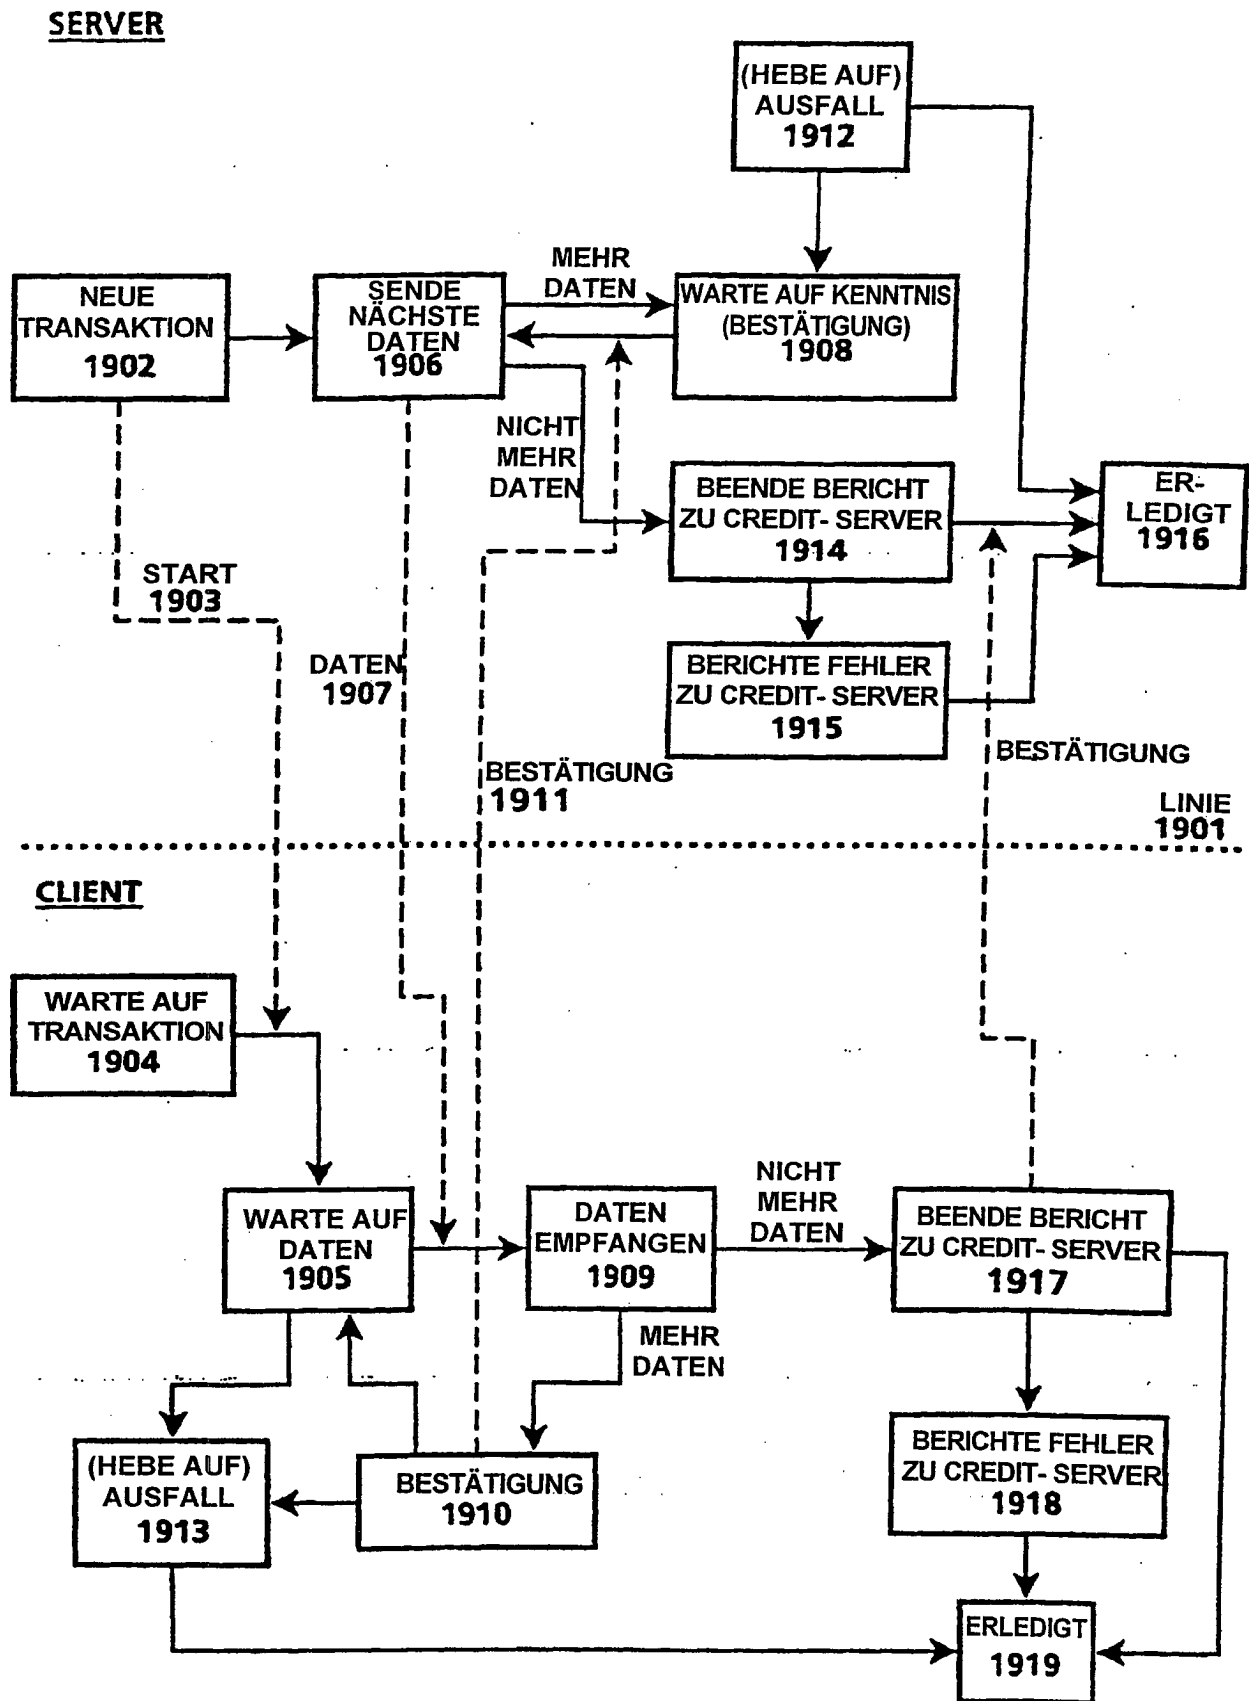 SERVER
(HEBE AUF)
AUSFALL
1912
NEUE
TRANSAKTION
1902
SENDE
NÄCHSTE
DATEN
1906
MEHR
DATEN
WARTE AUF KENNTNIS
(BESTÄTIGUNG)
1908
NICHT
MEHR
DATEN
BEENDE BERICHT
ZU CREDIT- SERVER
1914
ER-
LEDIGT
1916
START
1903
DATEN
1907
BERICHTE FEHLER
ZU CREDIT- SERVER
1915
BESTÄTIGUNG
1911
BESTÄTIGUNG
LINIE
1901
CLIENT
WARTE AUF
TRANSAKTION
1904
WARTE AUF
DATEN
1905
DATEN
EMPFANGEN
1909
NICHT
MEHR
DATEN
BEENDE BERICHT
ZU CREDIT- SERVER
1917
MEHR
DATEN
(HEBE AUF)
AUSFALL
1913
BESTÄTIGUNG
1910
BERICHTE FEHLER
ZU CREDIT- SERVER
1918
ERLEDIGT
1919